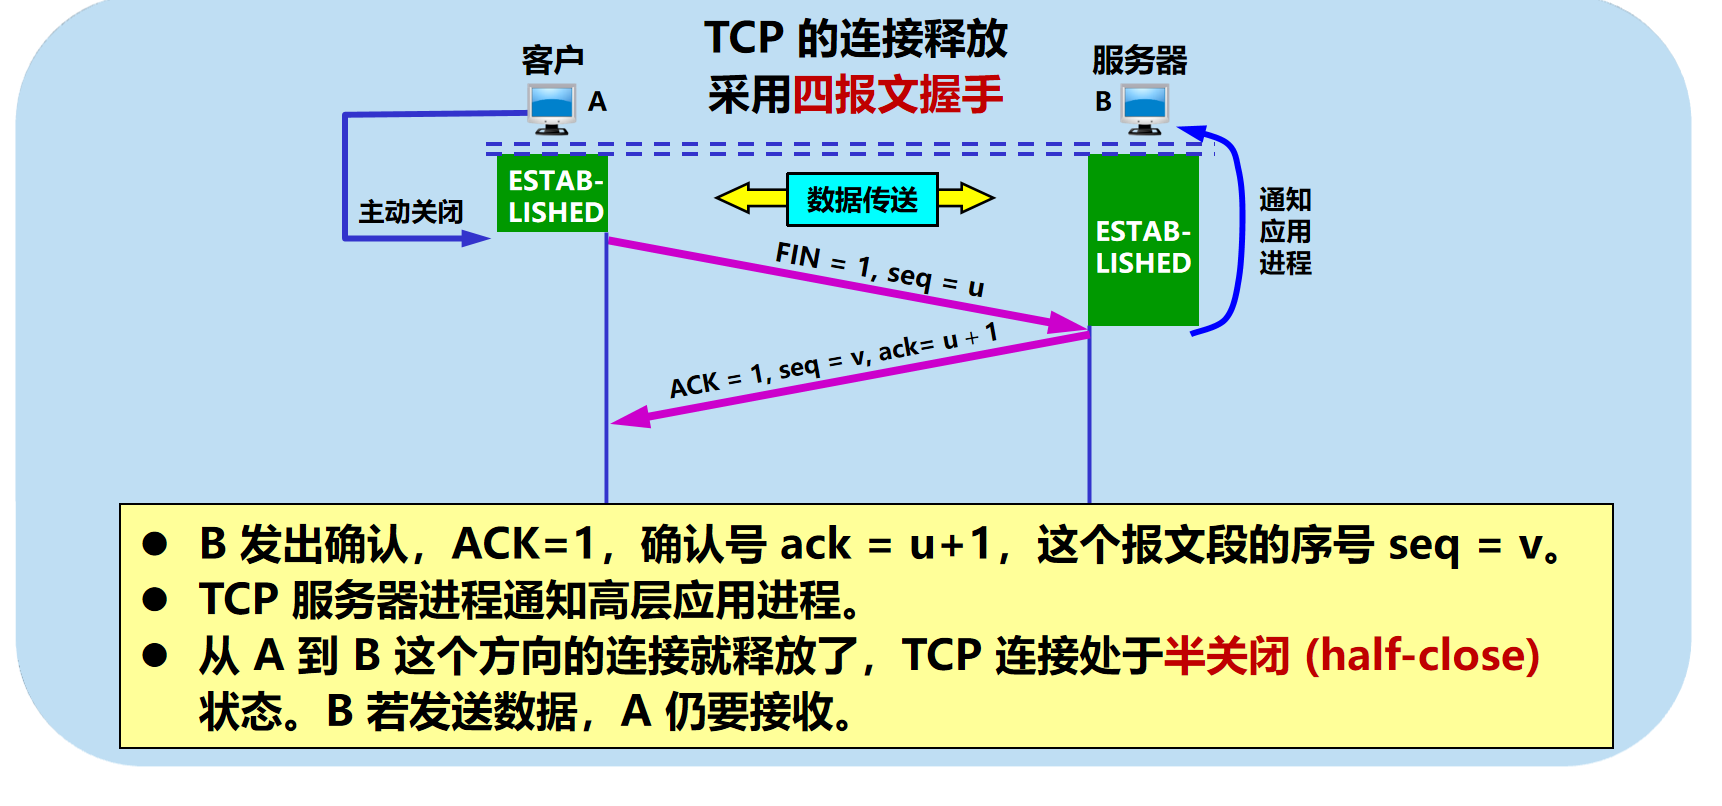 TCP 的连接释放
采用四报文握手
客户
A
服务器
B
ESTAB-
LISHED
主动关闭
数据传送
ESTAB-
LISHED
通知
应用
进程
FIN = 1, seq = u
ACK = 1, seq = v, ack= u + 1
● B 发出确认，ACK=1，确认号 ack = u+1，这个报文段的序号 seq = v。
● TCP 服务器进程通知高层应用进程。
● 从 A 到 B 这个方向的连接就释放了，TCP 连接处于半关闭 (half-close)
状态。B 若发送数据，A 仍要接收。